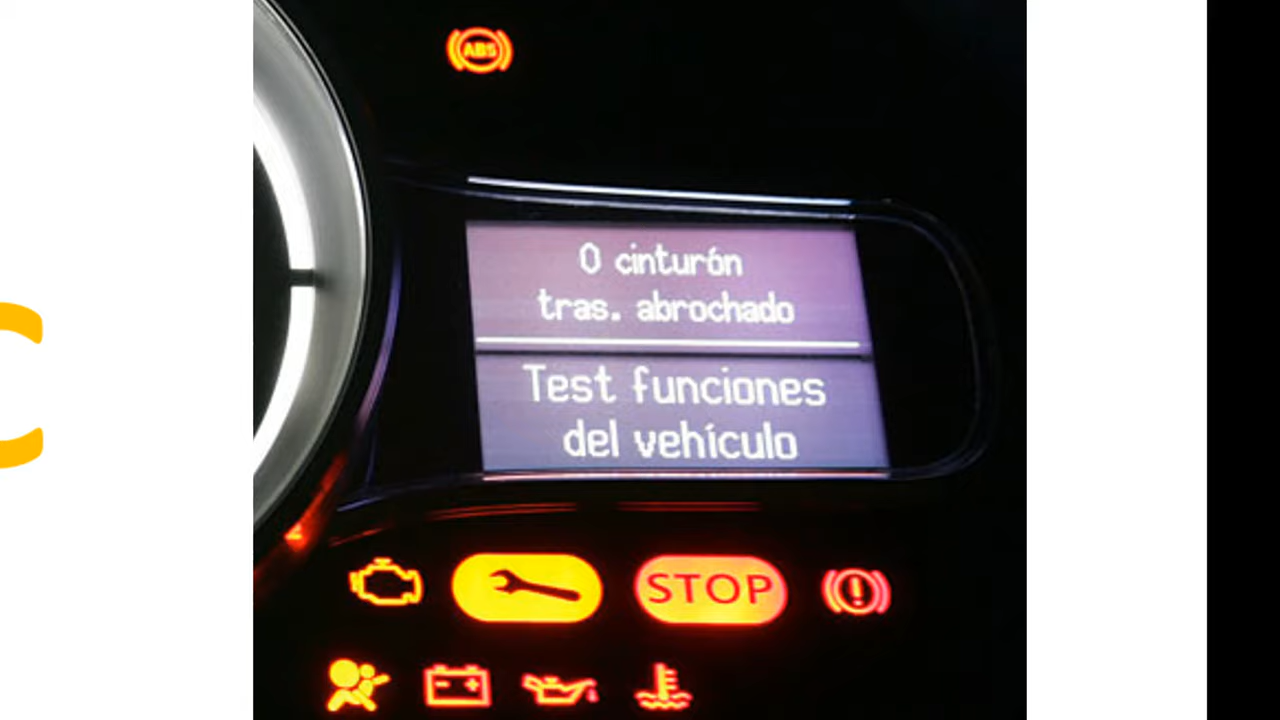 ABS
0 cinturón
tras. abrochado
Test funciones
del vehículo
STOP